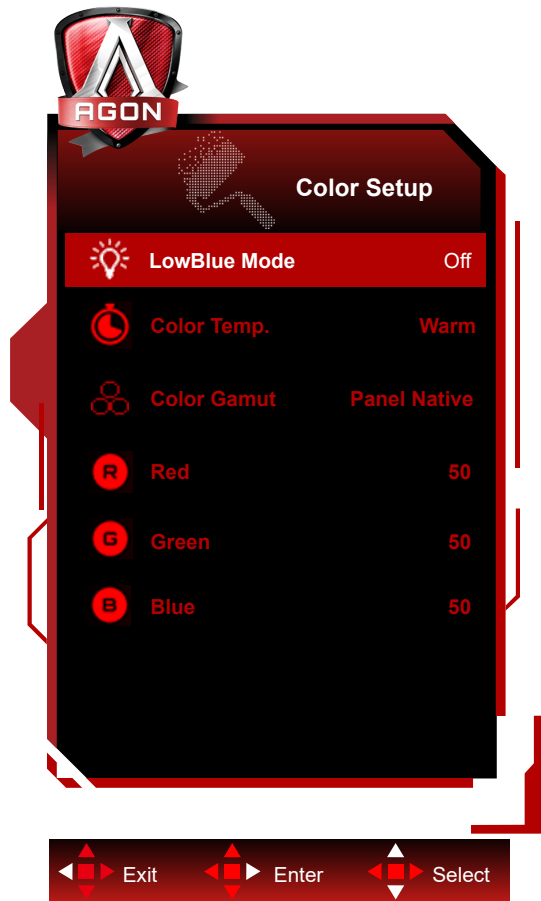 AGON
Color Setup
LowBlue Mode Off
Color Temp. Warm
Color Gamut Panel Native
R Red 50
G Green 50
B Blue 50
Exit Enter Select